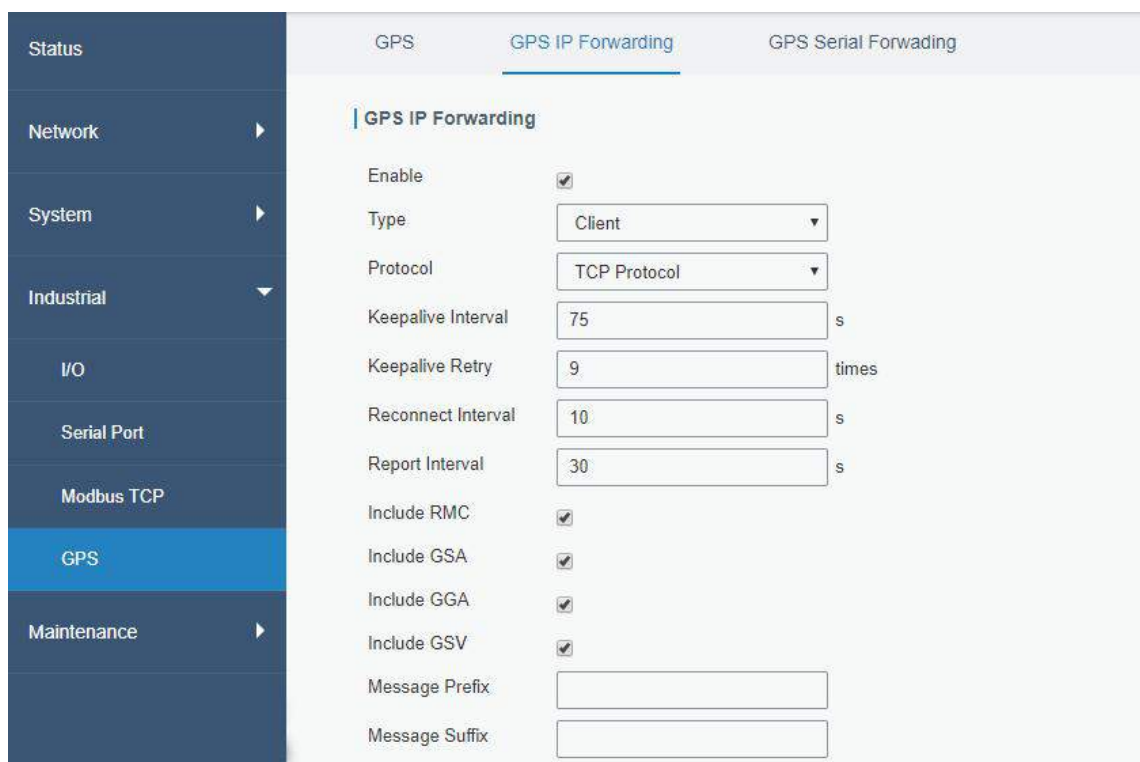 Status
Network
System
Industrial
I/O
Serial Port
Modbus TCP
GPS
Maintenance
GPS GPS IP Forwarding GPS Serial Forwading
GPS IP Forwarding
Enable
Type Client
Protocol TCP Protocol
Keepalive Interval 75 s
Keepalive Retry 9 times
Reconnect Interval 10 s
Report Interval 30 s
Include RMC
Include GSA
Include GGA
Include GSV
Message Prefix
Message Suffix